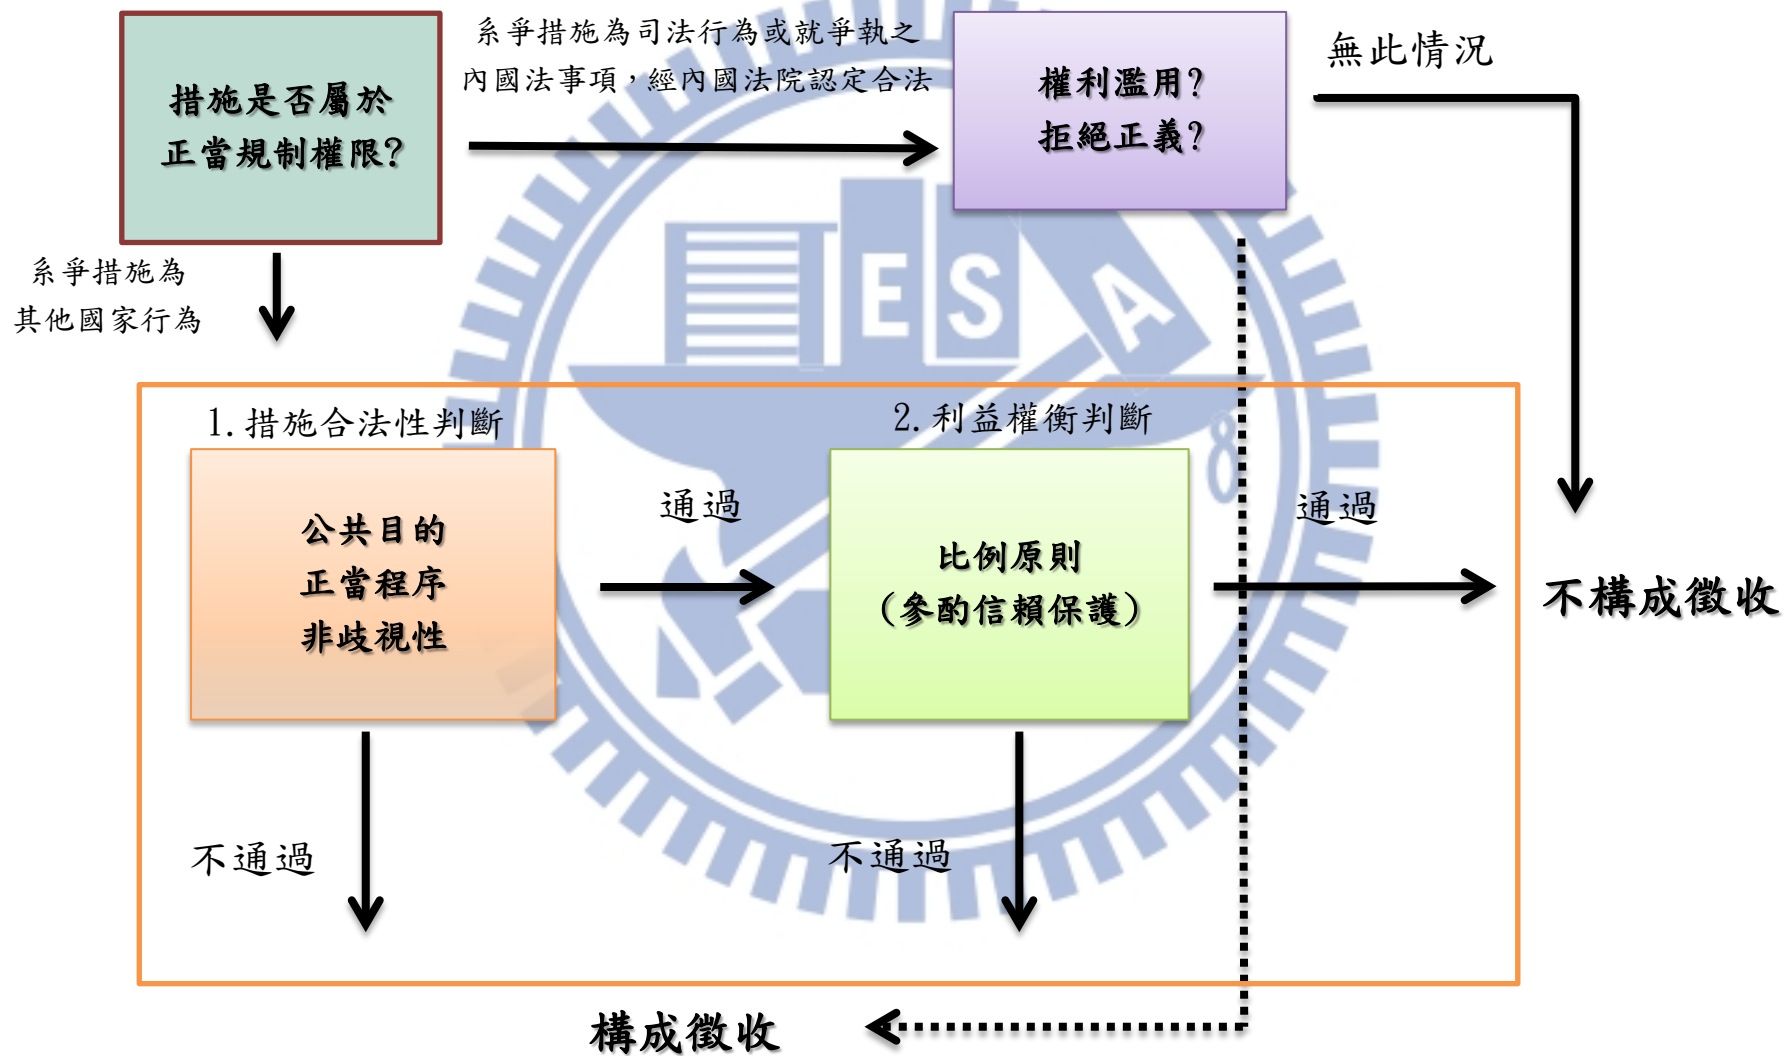 措施是否屬於
正當規制權限?
系爭措施為司法行為或就爭執之
內國法事項，經內國法院認定合法
權利濫用?
拒絕正義?
無此情況
系爭措施為
其他國家行為
1.措施合法性判斷
公共目的
正當程序
非歧視性
通過
2.利益權衡判斷
比例原則
(參酌信賴保護)
通過
不構成徵收
不通過
不通過
構成徵收
E S A
8